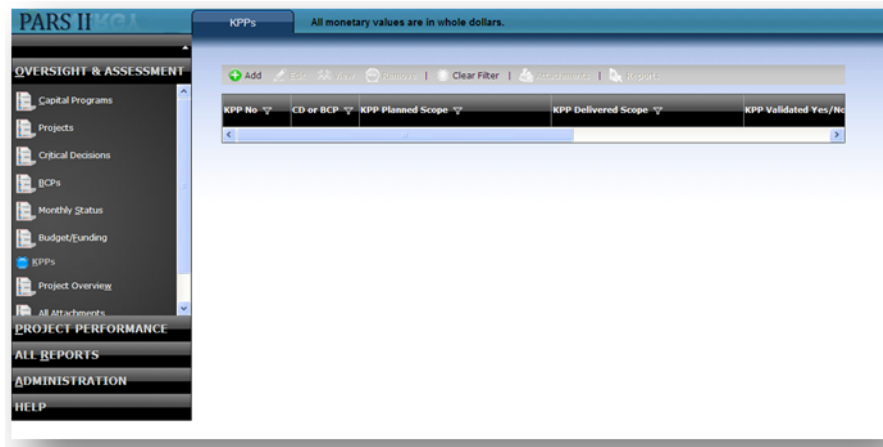 PARS II
KPPs
All monetary values are in whole dollars.
OVERSIGHT & ASSESSMENT
Capital Programs
Projects
Critical Decisions
BCPs
Monthly Status
Budget/Funding
KPPs
Project Overview
All Attachments
PROJECT PERFORMANCE
ALL REPORTS
ADMINISTRATION
HELP
Add Edit View Remove | Clear Filter | Attachments | Reports
KPP No CD or BCP KPP Planned Scope KPP Delivered Scope KPP Validated Yes/No